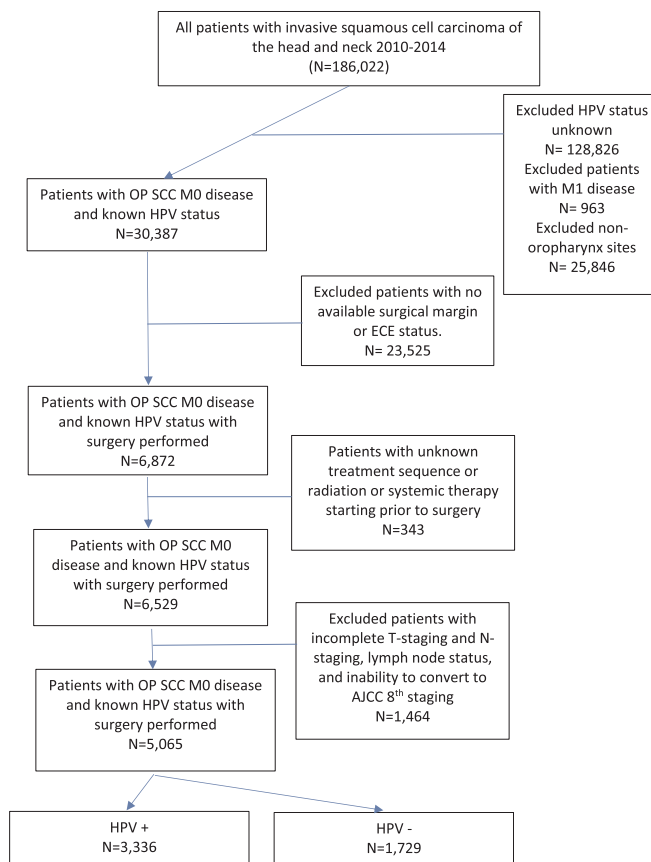 All patients with invasive squamous cell carcinoma of
the head and neck 2010-2014
(N=186,022)
Excluded HPV status
unknown
N= 128,826
Excluded patients
with M1 disease
N= 963
Excluded non-
oropharynx sites
N= 25,846
Patients with OP SCC M0 disease
and known HPV status
N=30,387
Excluded patients with no
available surgical margin
or ECE status.
N= 23,525
Patients with OP SCC M0 disease
and known HPV status with
surgery performed
N=6,872
Patients with unknown
treatment sequence or
radiation or systemic therapy
starting prior to surgery
N=343
Patients with OP SCC M0
disease and known HPV status
with surgery performed
N=6,529
Excluded patients with
incomplete T-staging and N-
staging, lymph node status,
and inability to convert to
AJCC 8th staging
N=1,464
Patients with OP SCC M0 disease
and known HPV status with
surgery performed
N=5,065
HPV +
N=3,336
HPV -
N=1,729